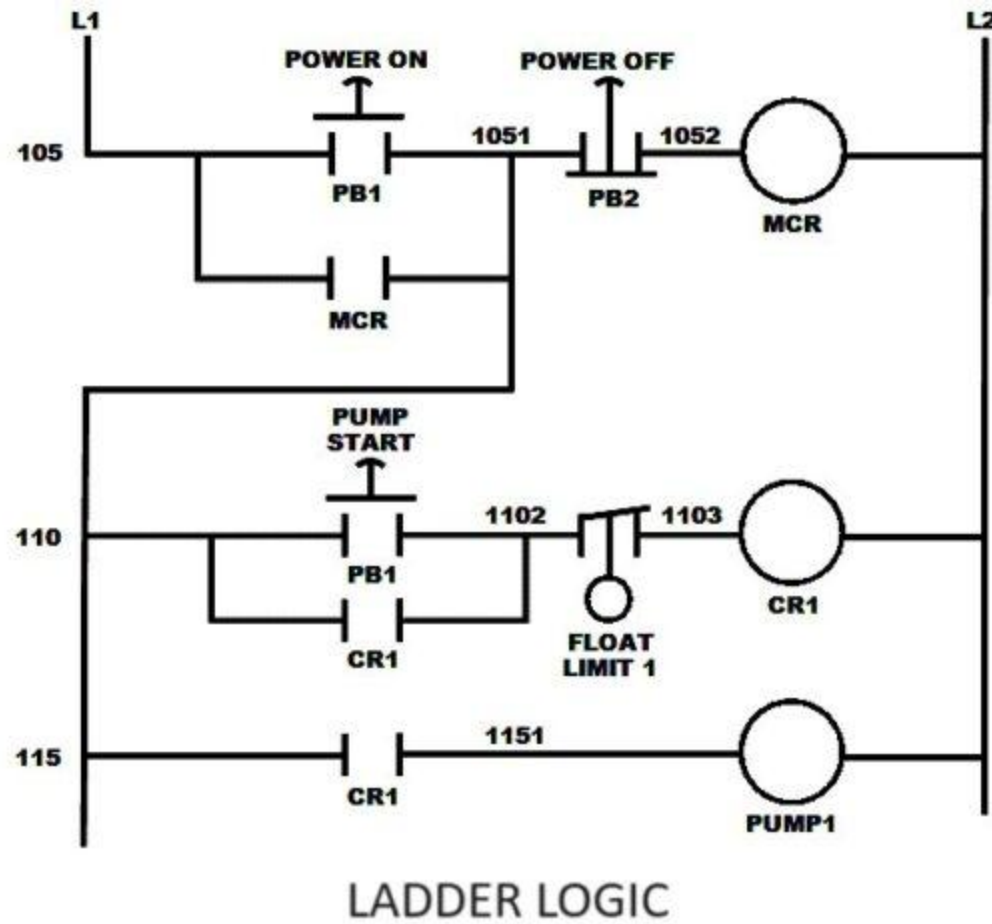 L1
L2
POWER ON
POWER OFF
105
1051
1052
PB1
PB2
MCR
MCR
PUMP
START
110
1102
1103
PB1
CR1
CR1
FLOAT
LIMIT 1
115
1151
CR1
PUMP1
LADDER LOGIC